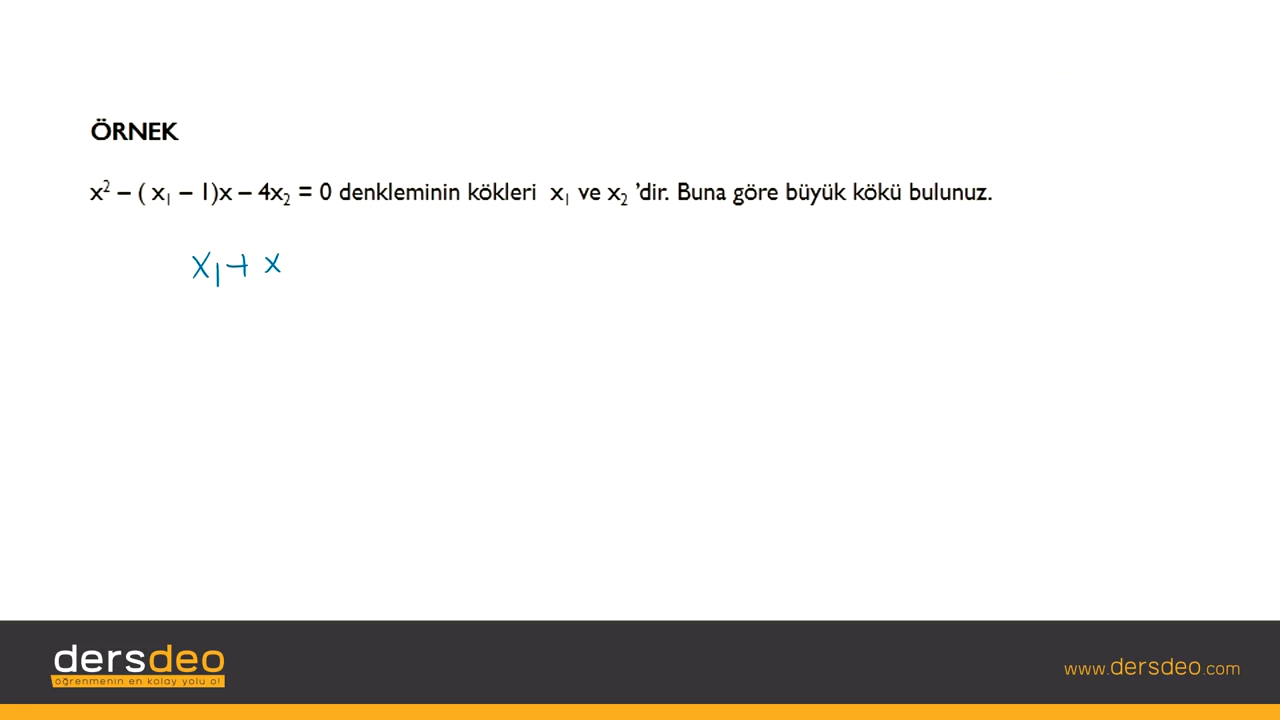 ÖRNEK
x² – ( x₁ – 1)x – 4x₂ = 0 denkleminin kökleri x₁ ve x₂ ’dir. Buna göre büyük kökü bulunuz.
x₁ + x
dersdeo
öğrenmenin en kolay yolu o!
www.dersdeo.com